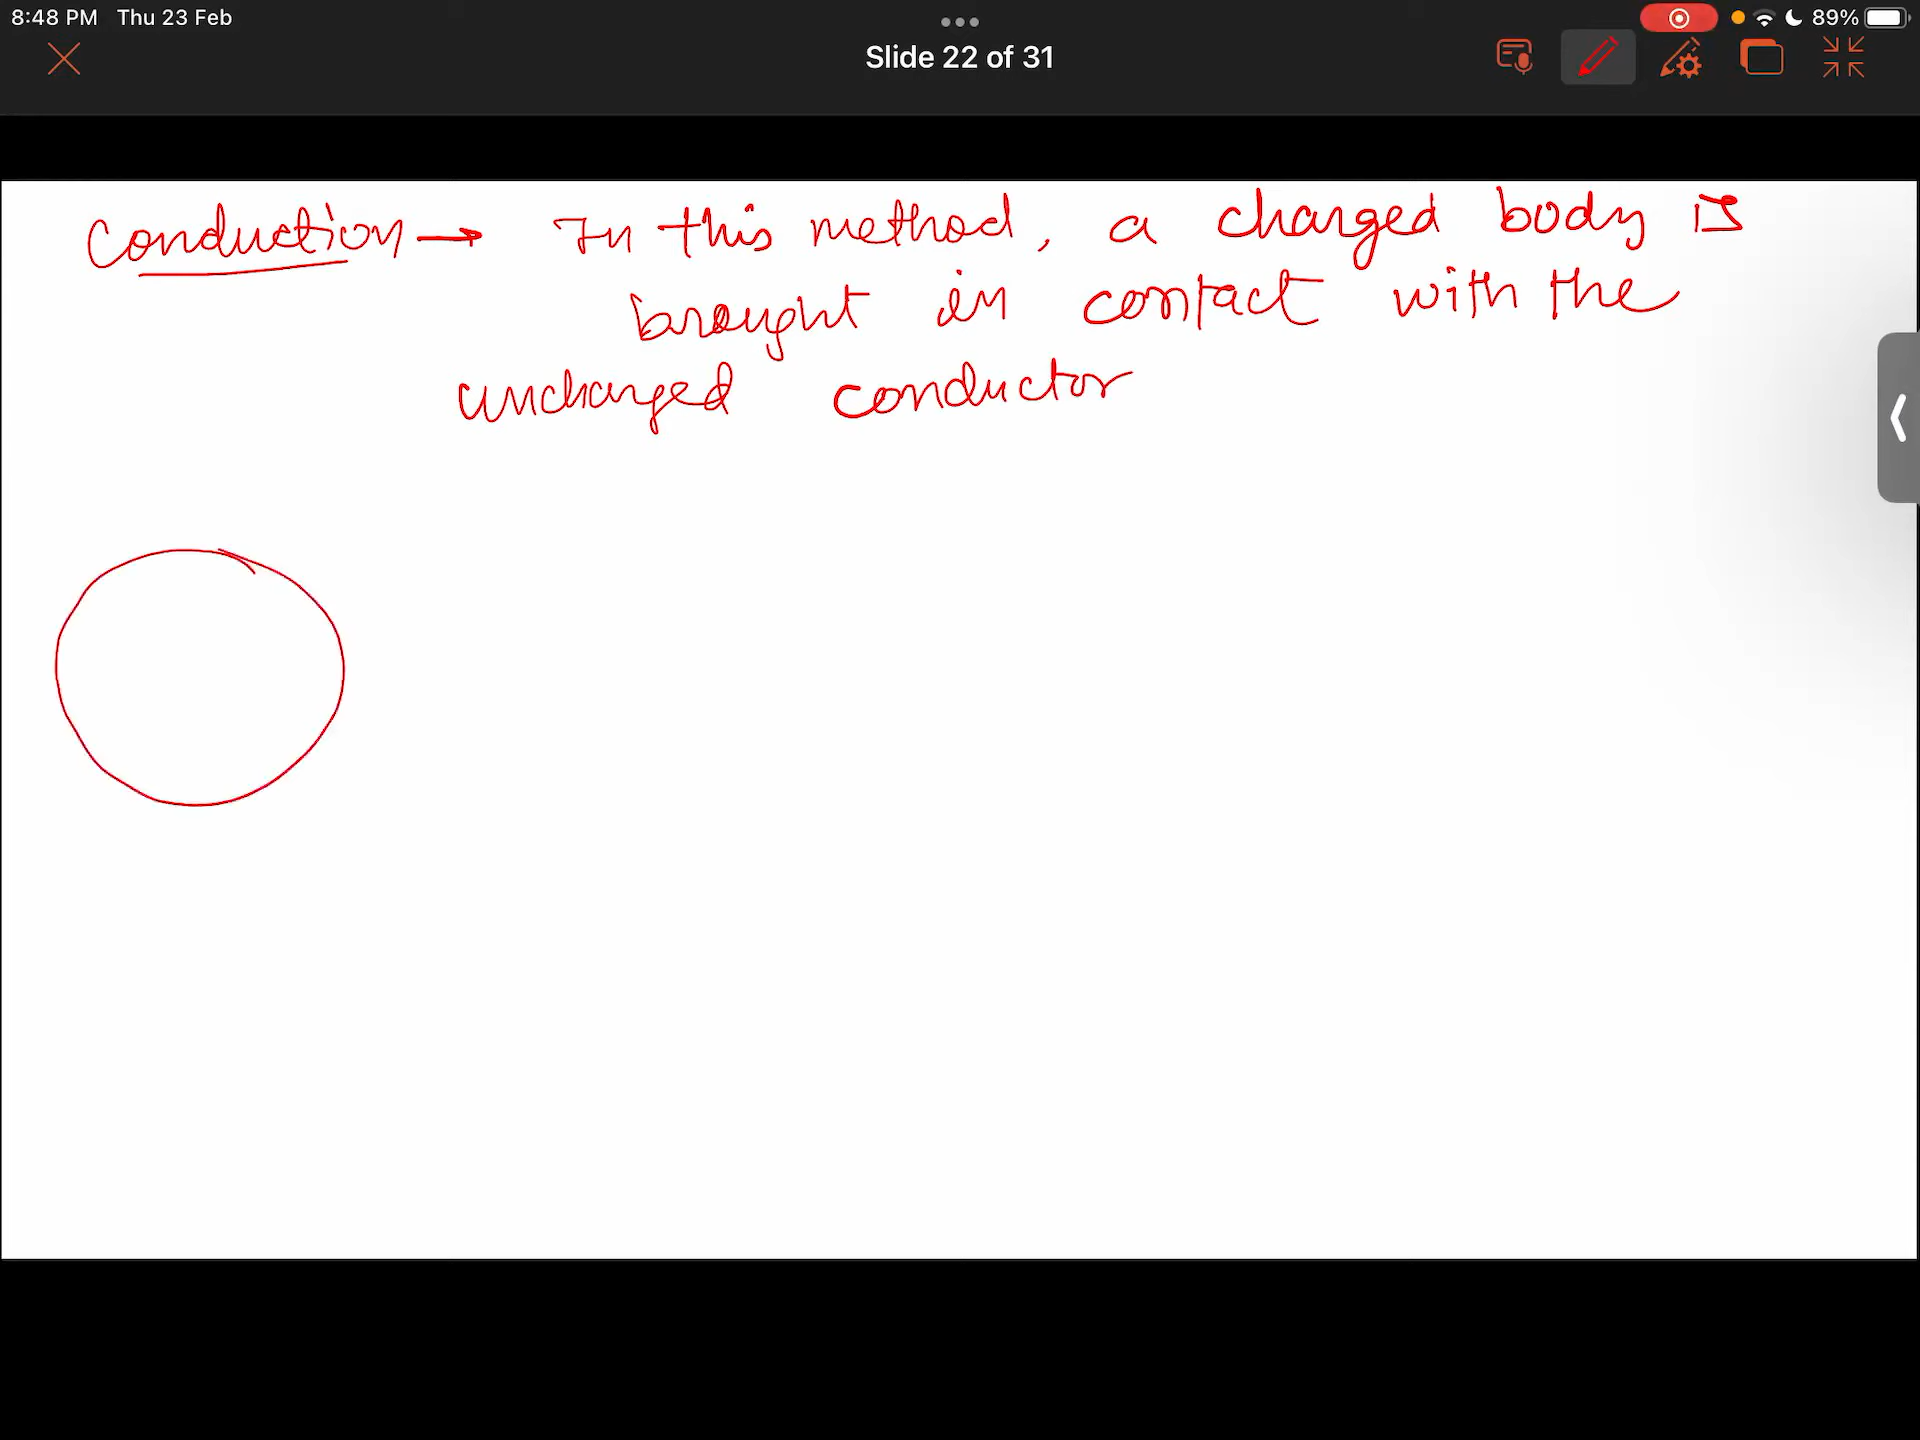 8:48 PM Thu 23 Feb
89%
Slide 22 of 31
Conduction → In this method, a charged body is
brought in contact with the
uncharged conductor